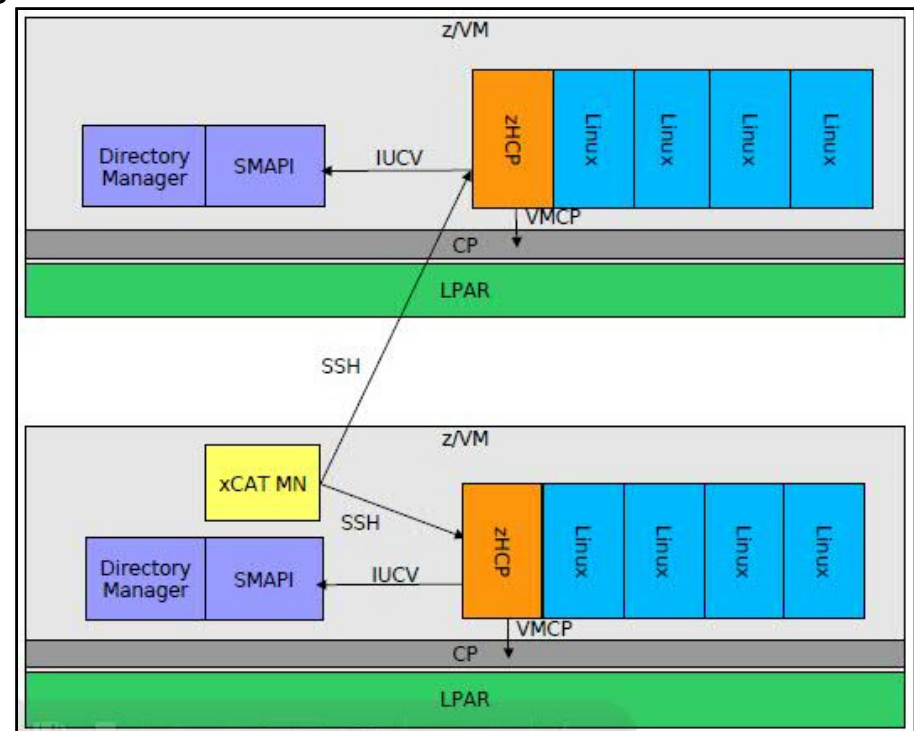 z/VM
zHCP
Linux
Linux
Linux
Linux
Directory
Manager
SMAPI
IUCV
VMCP
CP
LPAR
SSH
z/VM
xCAT MN
SSH
zHCP
Linux
Linux
Linux
Linux
Directory
Manager
SMAPI
IUCV
VMCP
CP
LPAR